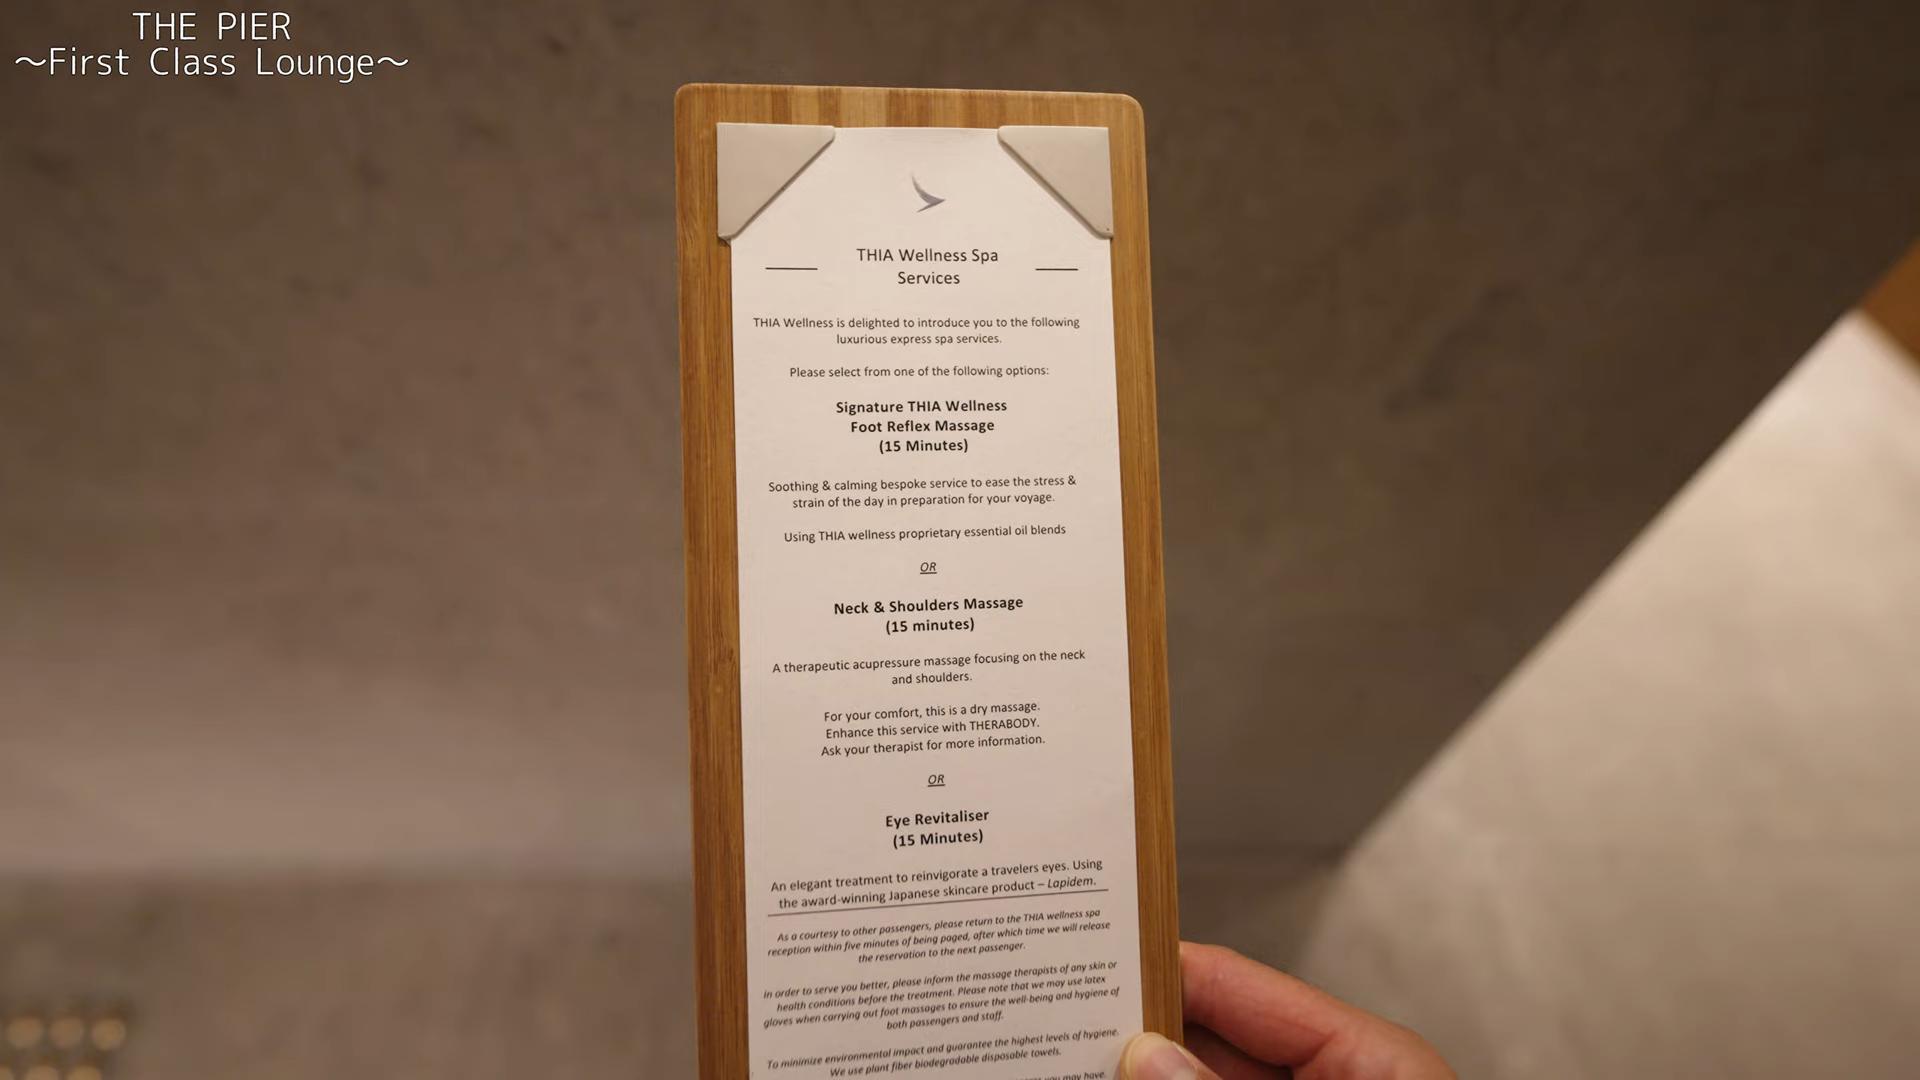 THE PIER
～First Class Lounge～
THIA Wellness Spa
Services
THIA Wellness is delighted to introduce you to the following
luxurious express spa services.
Please select from one of the following options:
Signature THIA Wellness
Foot Reflex Massage
(15 Minutes)
Soothing & calming bespoke service to ease the stress &
strain of the day in preparation for your voyage.
Using THIA wellness proprietary essential oil blends
OR
Neck & Shoulders Massage
(15 minutes)
A therapeutic acupressure massage focusing on the neck
and shoulders.
For your comfort, this is a dry massage.
Enhance this service with THERABODY.
Ask your therapist for more information.
OR
Eye Revitaliser
(15 Minutes)
An elegant treatment to reinvigorate a travelers eyes. Using
the award-winning Japanese skincare product – Lapidem.
As a courtesy to other passengers, please return to the THIA wellness spa
reception within five minutes of being paged, after which time we will release
the reservation to the next passenger.
In order to serve you better, please inform the massage therapists of any skin or
health conditions before the treatment. Please note that we may use latex
gloves when carrying out foot massages to ensure the well-being and hygiene of
both passengers and staff.
To minimize environmental impact and guarantee the highest levels of hygiene.
We use plant fiber biodegradable disposable towels.
you may have.